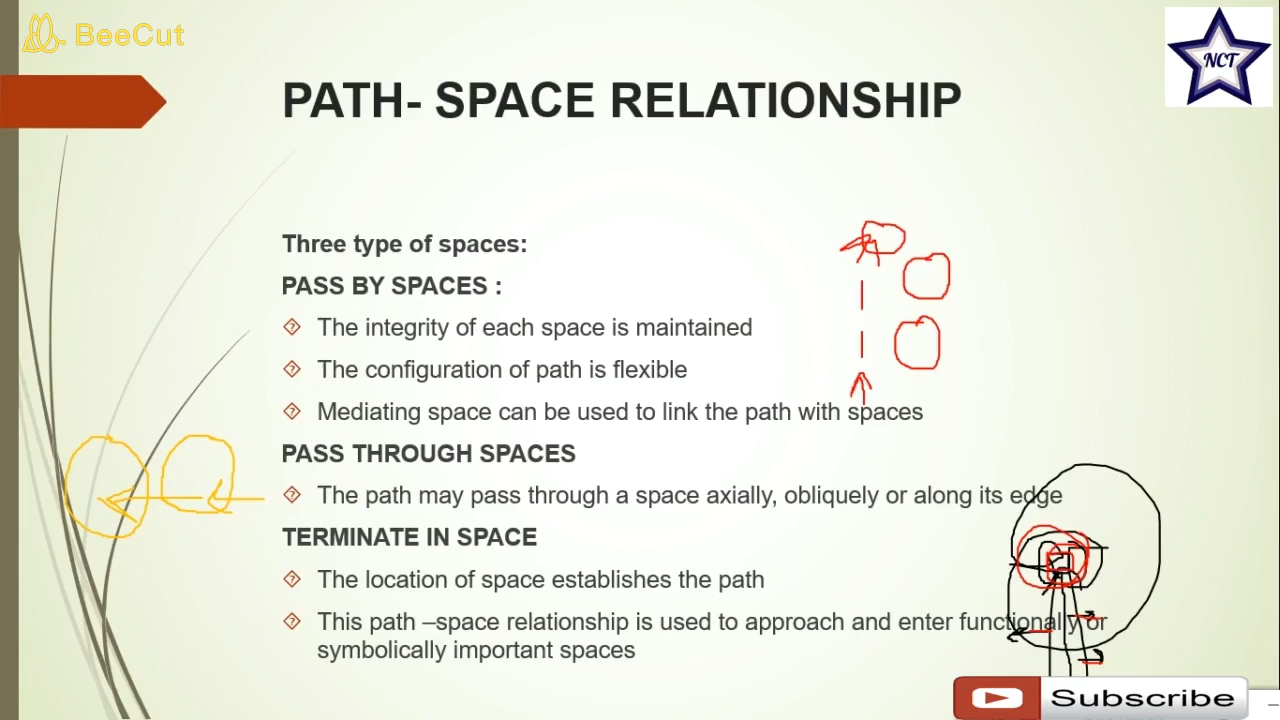 BeeCut
NCT
PATH- SPACE RELATIONSHIP
Three type of spaces:
PASS BY SPACES :
The integrity of each space is maintained
The configuration of path is flexible
Mediating space can be used to link the path with spaces
PASS THROUGH SPACES
The path may pass through a space axially, obliquely or along its edge
TERMINATE IN SPACE
The location of space establishes the path
This path –space relationship is used to approach and enter functionally or
symbolically important spaces
Subscribe